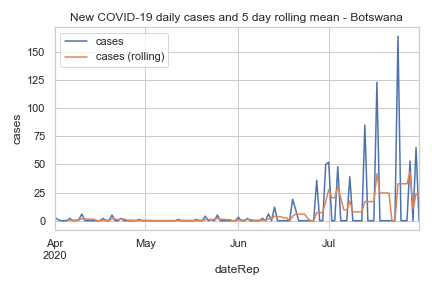 New COVID-19 daily cases and 5 day rolling mean - Botswana
cases
cases (rolling)
150
125
100
75
50
25
0
cases
Apr May Jun Jul
2020
dateRep